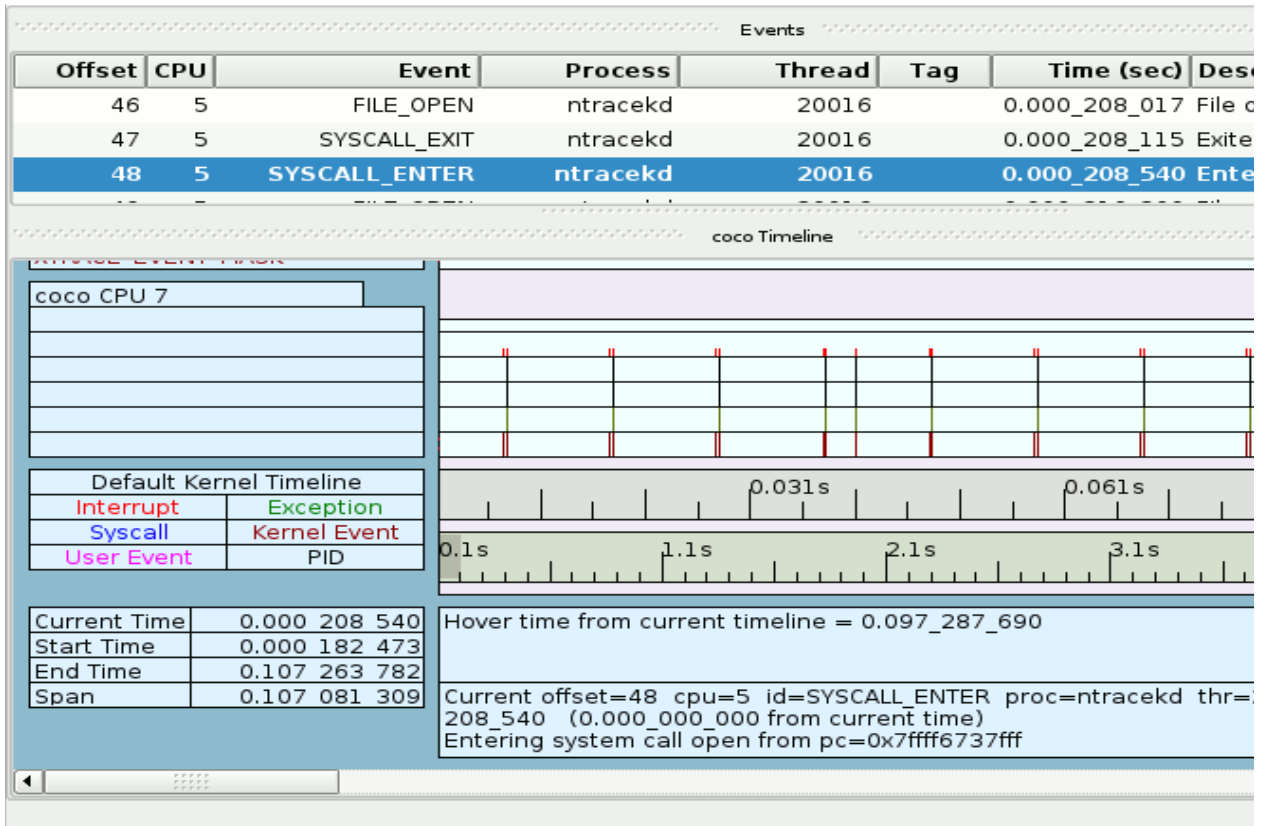 Events
Offset CPU Event Process Thread Tag Time (sec) Desc
46 5 FILE_OPEN ntracekd 20016 0.000_208_017 File o
47 5 SYSCALL_EXIT ntracekd 20016 0.000_208_115 Exite
48 5 SYSCALL_ENTER ntracekd 20016 0.000_208_540 Ente
coco Timeline
coco CPU 7
Default Kernel Timeline
0.031s 0.061s
Interrupt Exception
Syscall Kernel Event
User Event PID
0.1s 1.1s 2.1s 3.1s
Current Time 0.000 208 540
Start Time 0.000 182 473
End Time 0.107 263 782
Span 0.107 081 309
Hover time from current timeline = 0.097_287_690
Current offset=48 cpu=5 id=SYSCALL_ENTER proc=ntracekd thr=
208_540 (0.000_000_000 from current time)
Entering system call open from pc=0x7ffff6737fff